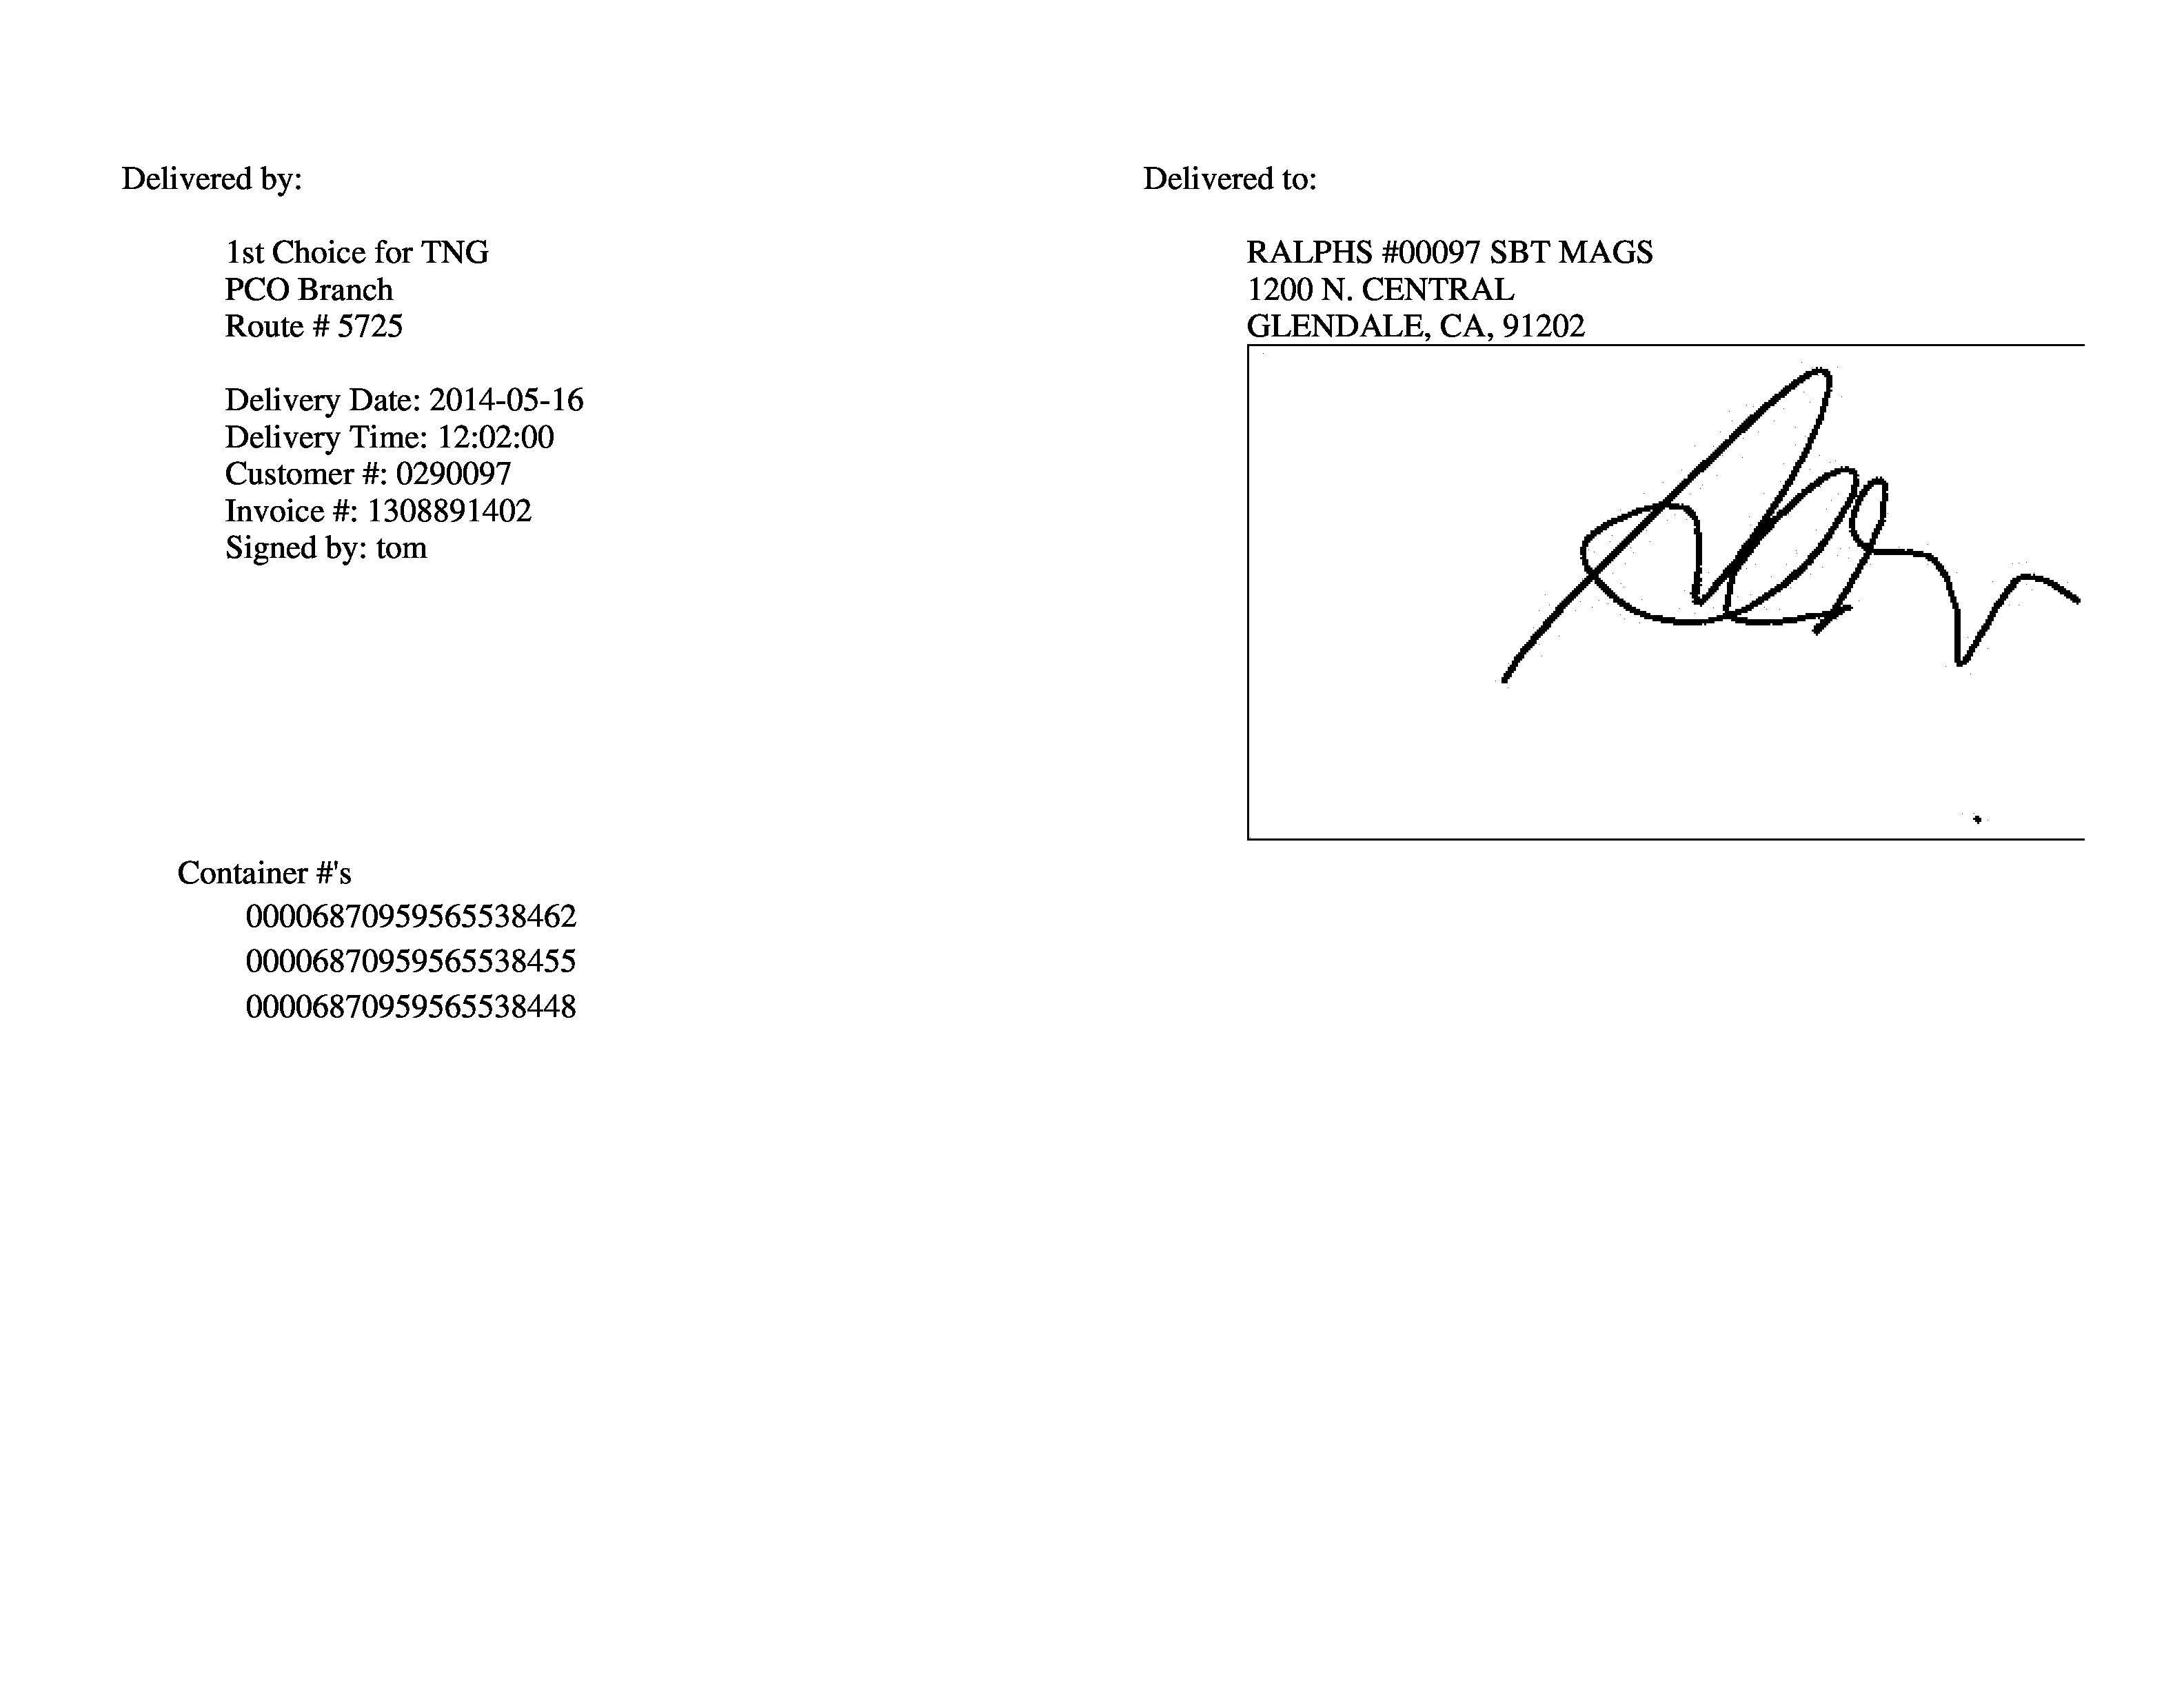 Delivered by:
1st Choice for TNG
PCO Branch
Route # 5725
Delivery Date: 2014-05-16
Delivery Time: 12:02:00
Customer #: 0290097
Invoice #: 1308891402
Signed by: tom
Delivered to:
RALPHS #00097 SBT MAGS
1200 N. CENTRAL
GLENDALE, CA, 91202
Container #'s
00006870959565538462
00006870959565538455
00006870959565538448